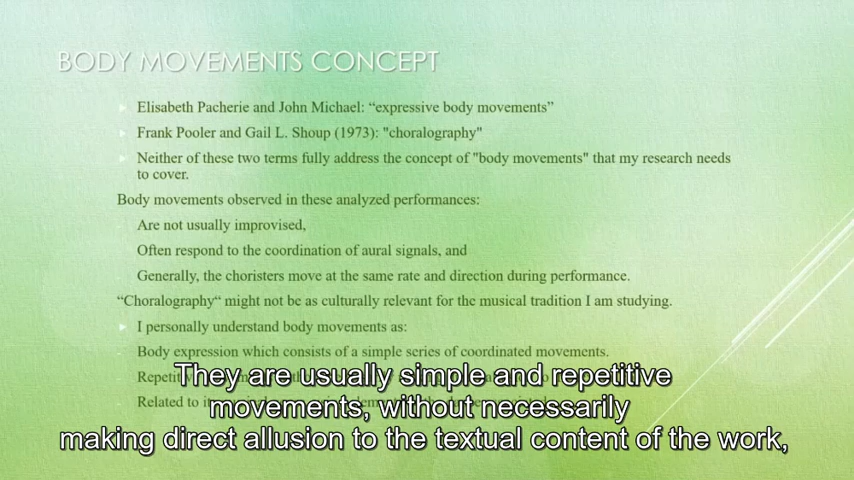 BODY MOVEMENTS CONCEPT
Elisabeth Pacherie and John Michael: “expressive body movements”
Frank Pooler and Gail L. Shoup (1973): "choralography"
Neither of these two terms fully address the concept of "body movements" that my research needs
to cover.
Body movements observed in these analyzed performances:
Are not usually improvised,
Often respond to the coordination of aural signals, and
Generally, the choristers move at the same rate and direction during performance.
“Choralography“ might not be as culturally relevant for the musical tradition I am studying.
I personally understand body movements as:
Body expression which consists of a simple series of coordinated movements.
Related to
They are usually simple and repetitive
movements, without necessarily
making direct allusion to the textual content of the work,